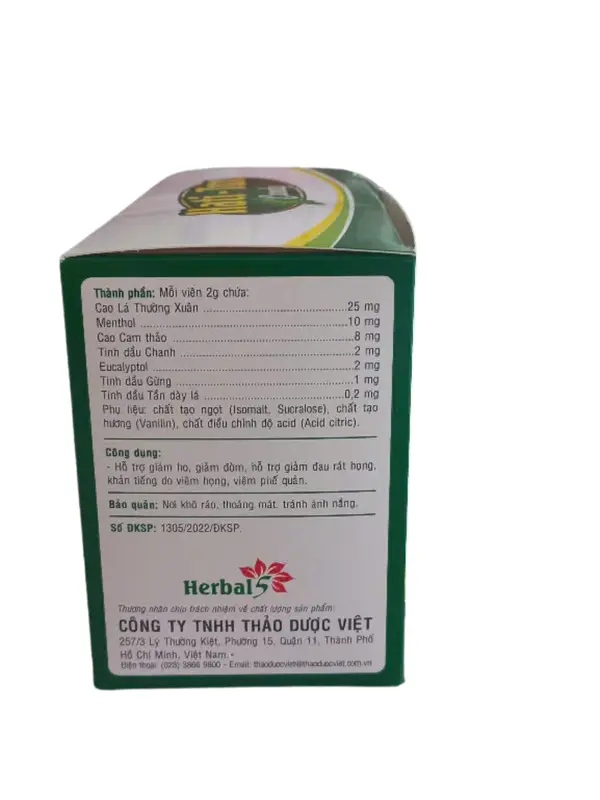 Thành phần: Mỗi viên 2g chứa:
Cao Lá Thường Xuân ........................................25 mg
Menthol ..........................................................10 mg
Cao Cam thảo ...................................................8 mg
Tinh dầu Chanh .................................................2 mg
Eucalyptol .........................................................2 mg
Tinh dầu Gừng ...................................................1 mg
Tinh dầu Tần dày lá ..........................................0,2 mg
Phụ liệu: chất tạo ngọt (Isomalt, Sucralose), chất tạo
hương (Vanilin), chất điều chỉnh độ acid (Acid citric).
Công dụng:
- Hỗ trợ giảm ho, giảm đờm, hỗ trợ giảm đau rát họng,
khản tiếng do viêm họng, viêm phế quản.
Bảo quản: Nơi khô ráo, thoáng mát, tránh ánh nắng.
Số ĐKSP: 1305/2022/ĐKSP.
Herbal5
Thương nhân chịu trách nhiệm về chất lượng sản phẩm:
CÔNG TY TNHH THẢO DƯỢC VIỆT
257/3 Lý Thường Kiệt, Phường 15, Quận 11, Thành Phố
Hồ Chí Minh, Việt Nam.
Điện thoại: (028) 3866 9800 - Email: thaoduocviet@thaoduocviet.com.vn